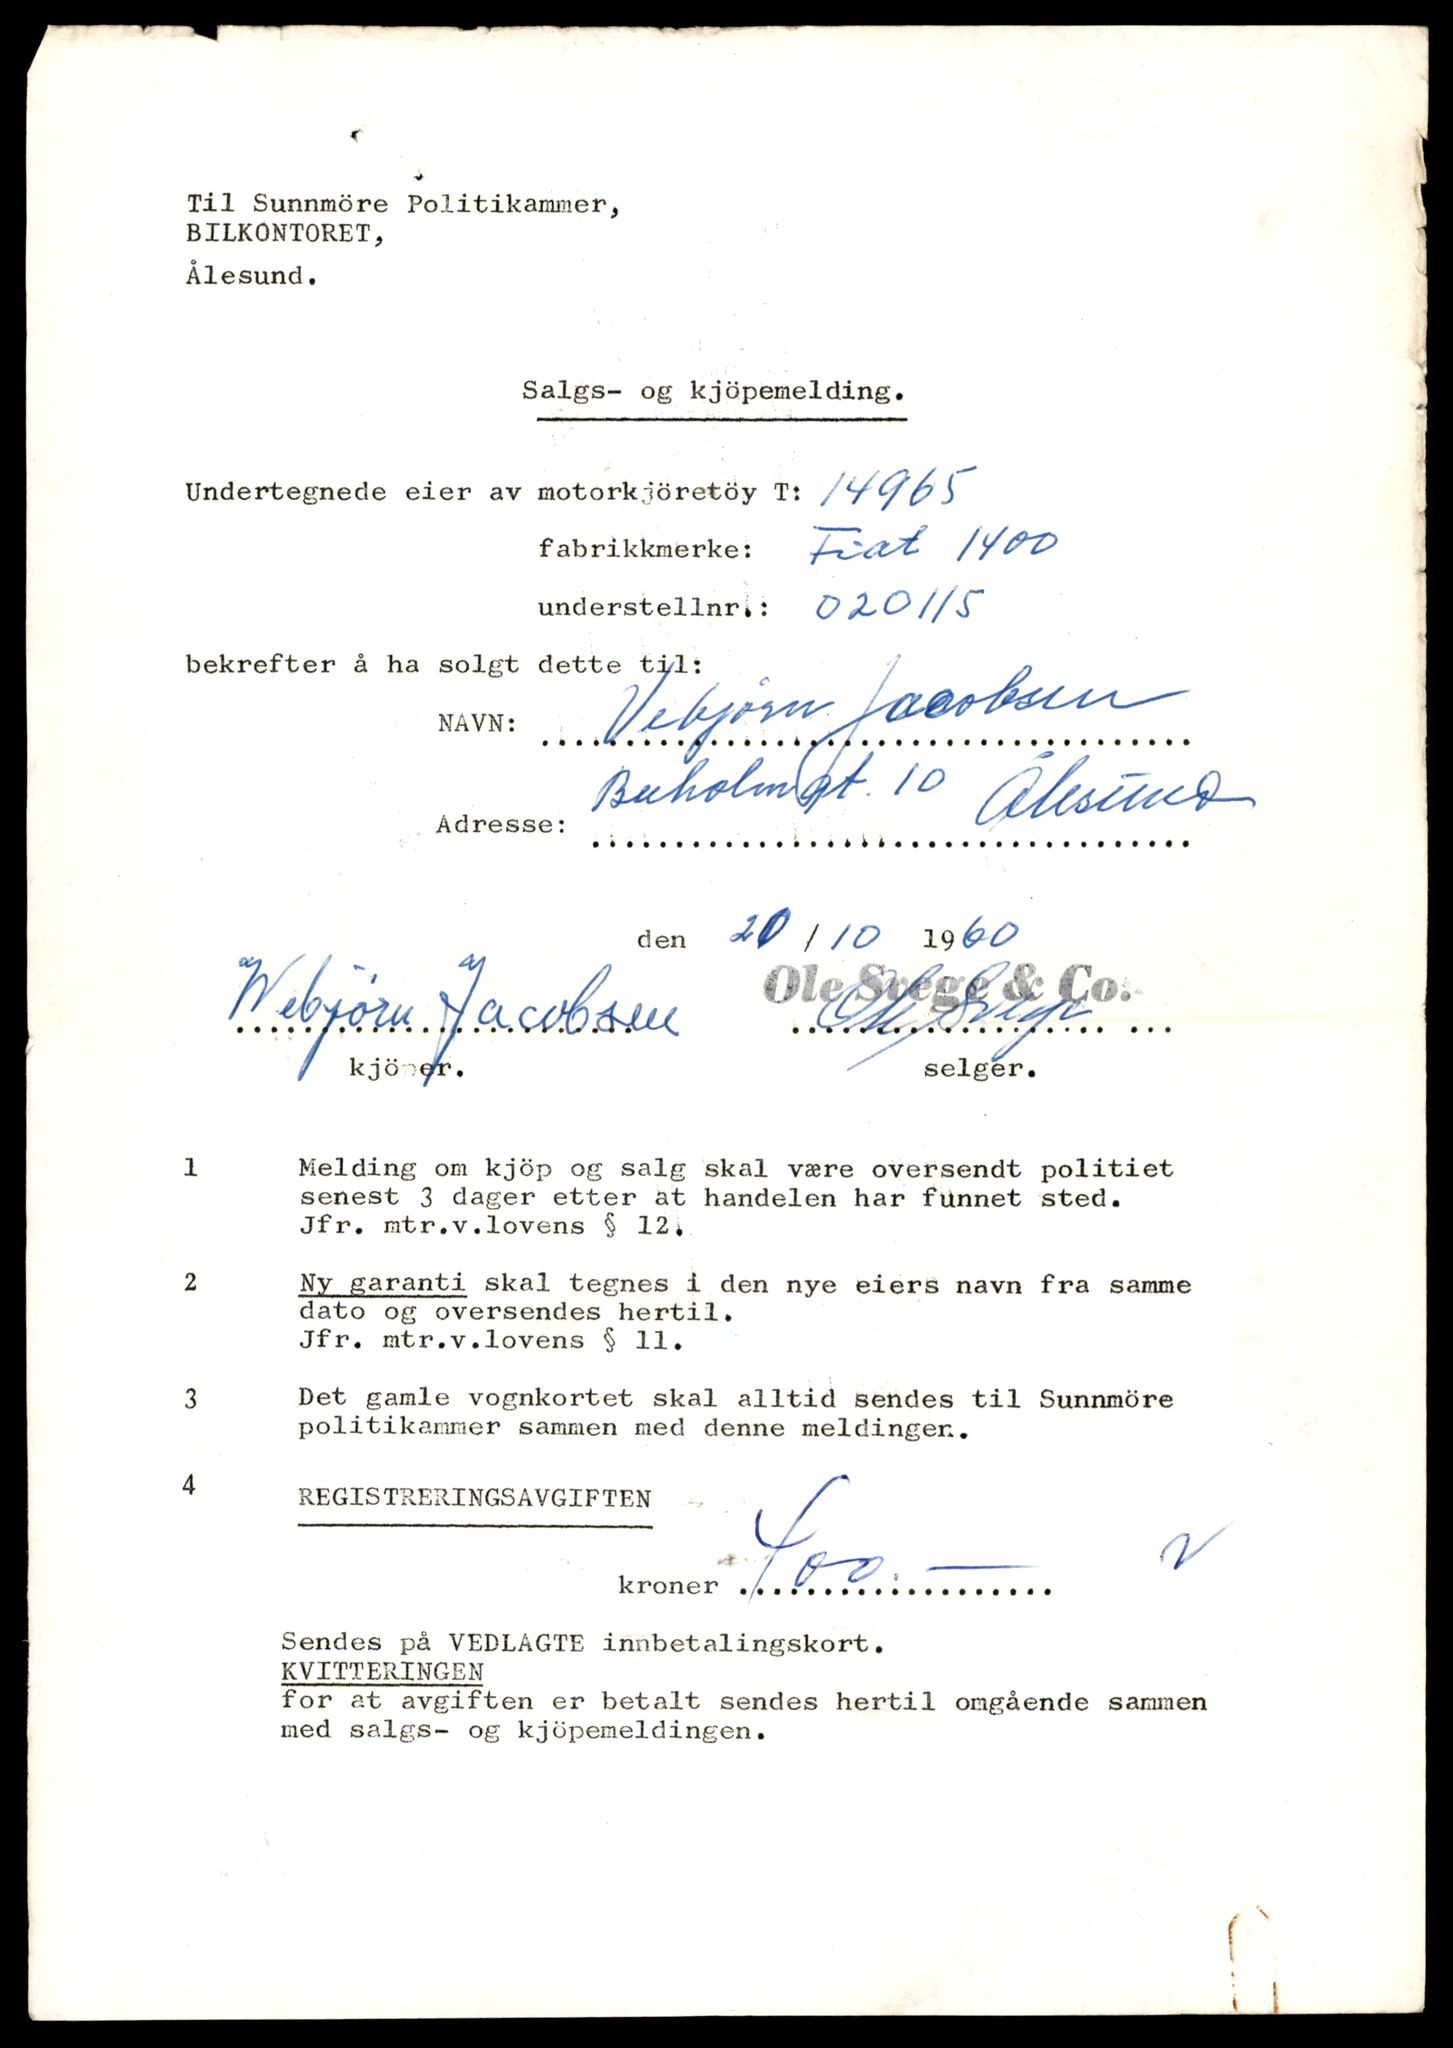 Til Sunnmöre Politikammer,
BILKONTORET,
Ålesund.
Salgs- og kjöpemelding.
Undertegnede eier av motorkjöretöy T: 14965
fabrikkmerke: Fiat 1400
understellnr.: 020115
bekrefter å ha solgt dette til:
NAVN: Vebjørn Jacobsen
Adresse: Buholmgt. 10 Ålesund
den 20/10 1960
Ole Svege & Co.
Webjørn Jacobsen Ole Svege
kjöper. selger.
1 Melding om kjöp og salg skal være oversendt politiet
senest 3 dager etter at handelen har funnet sted.
Jfr. mtr.v.lovens § 12.
2 Ny garanti skal tegnes i den nye eiers navn fra samme
dato og oversendes hertil.
Jfr. mtr.v.lovens § 11.
3 Det gamle vognkortet skal alltid sendes til Sunnmöre
politikammer sammen med denne meldingen.
4 REGISTRERINGSAVGIFTEN
kroner 400.—
Sendes på VEDLAGTE innbetalingskort.
KVITTERINGEN
for at avgiften er betalt sendes hertil omgående sammen
med salgs- og kjöpemeldingen.